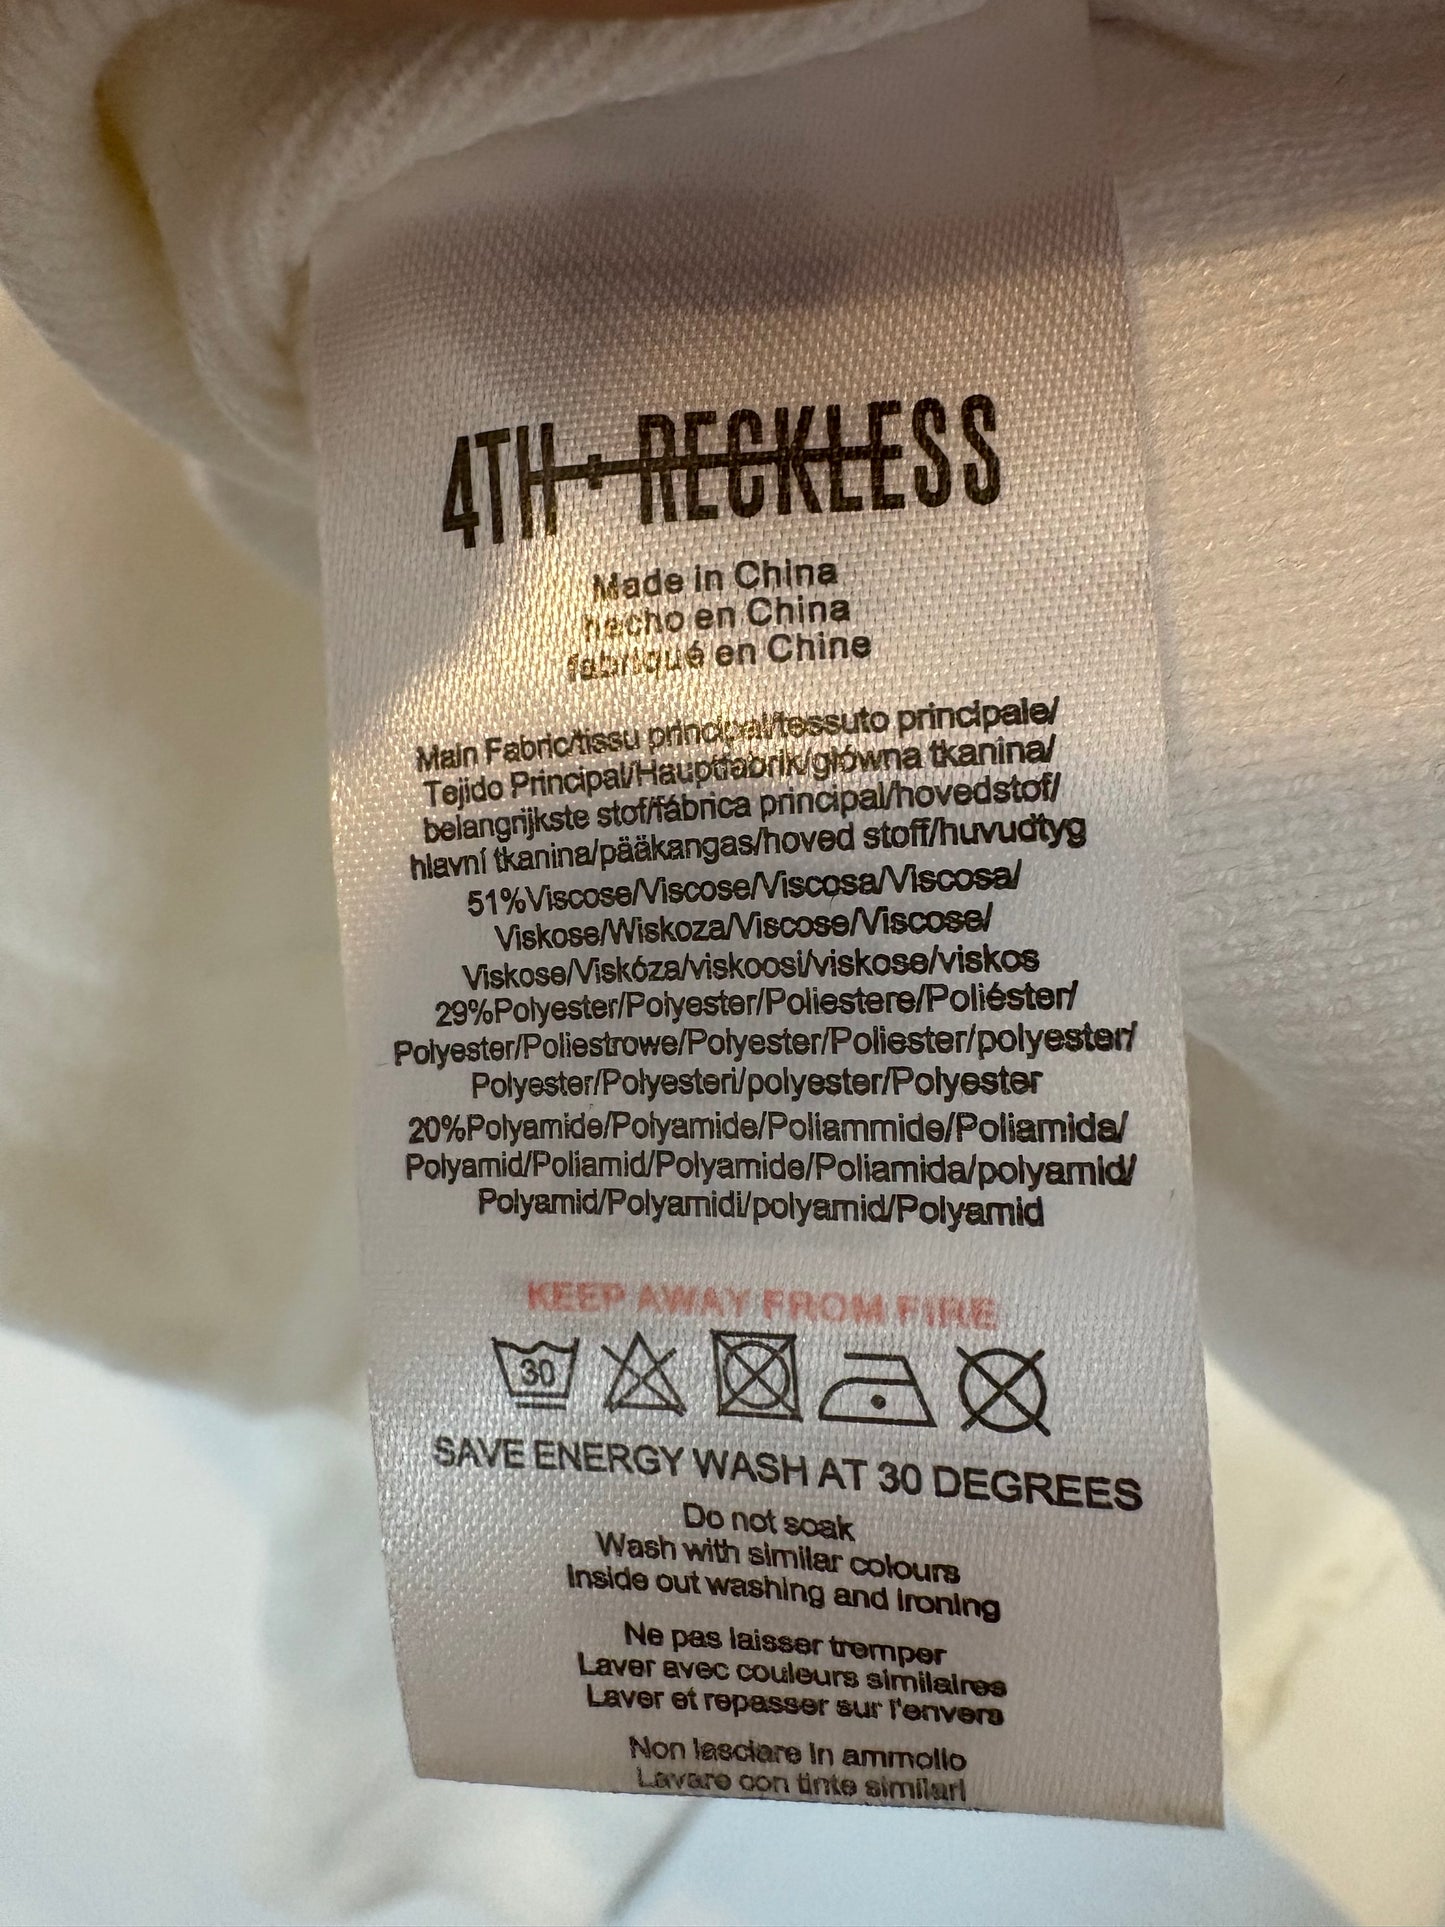 4TH + RECKLESS
Made in China
hecho en China
fabriqué en Chine
Main Fabric/tissu principal/tessuto principale/
Tejido Principal/Hauptfabrik/główna tkanina/
belangrijkste stof/fábrica principal/hovedstof/
hlavní tkanina/pääkangas/hoved stoff/huvudtyg
51%Viscose/Viscose/Viscosa/Viscosa/
Viskose/Wiskoza/Viscose/Viscose/
Viskose/Viskóza/viskoosi/viskose/viskos
29%Polyester/Polyester/Poliestere/Poliéster/
Polyester/Poliestrowe/Polyester/Poliester/polyester/
Polyester/Polyesteri/polyester/Polyester
20%Polyamide/Polyamide/Poliammide/Poliamida/
Polyamid/Poliamid/Polyamide/Poliamida/polyamid/
Polyamid/Polyamidi/polyamid/Polyamid
KEEP AWAY FROM FIRE
30
SAVE ENERGY WASH AT 30 DEGREES
Do not soak
Wash with similar colours
Inside out washing and ironing
Ne pas laisser tremper
Laver avec couleurs similaires
Laver et repasser sur l'envers
Non lasciare in ammollo
Lavare con tinte similari